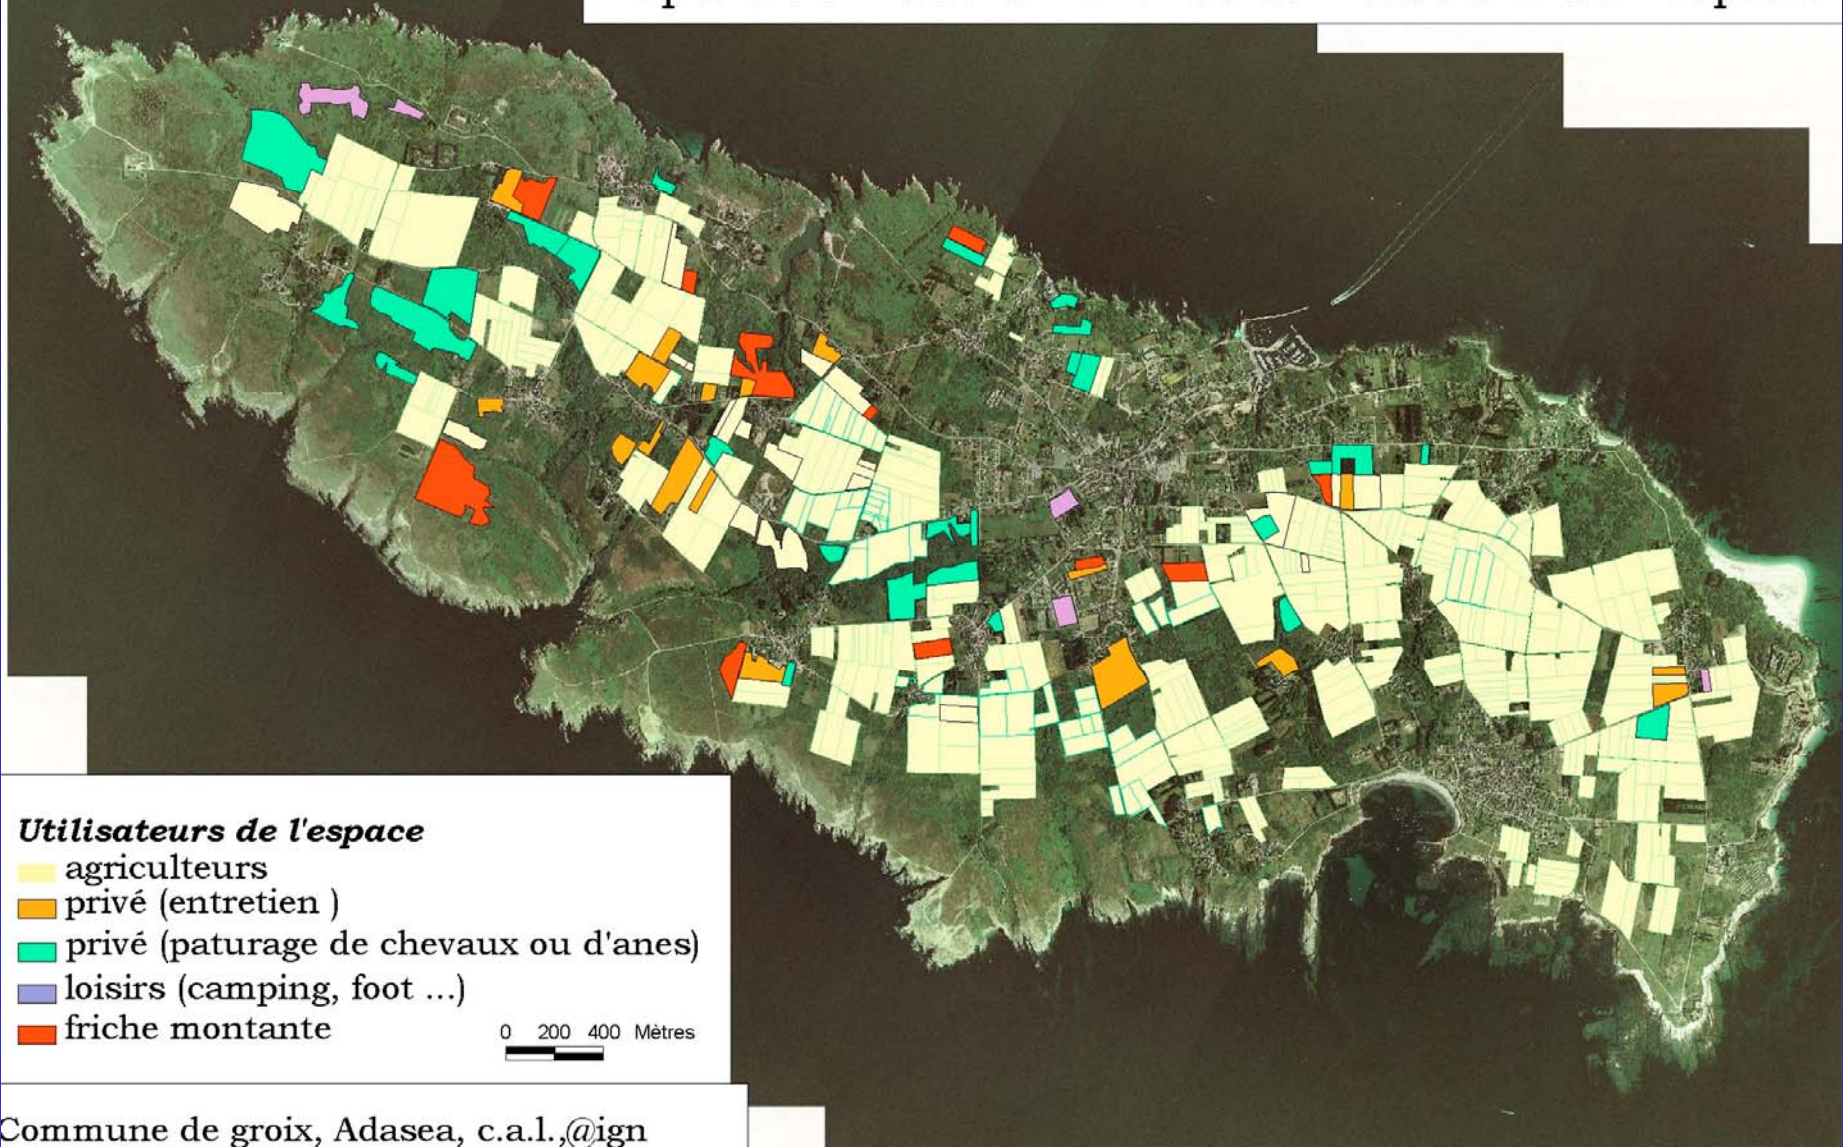 Utilisateurs de l'espace
agriculteurs
privé (entretien )
privé (paturage de chevaux ou d'anes)
loisirs (camping, foot ...)
friche montante
0 200 400 Mètres
Commune de groix, Adasea, c.a.l.,@ign